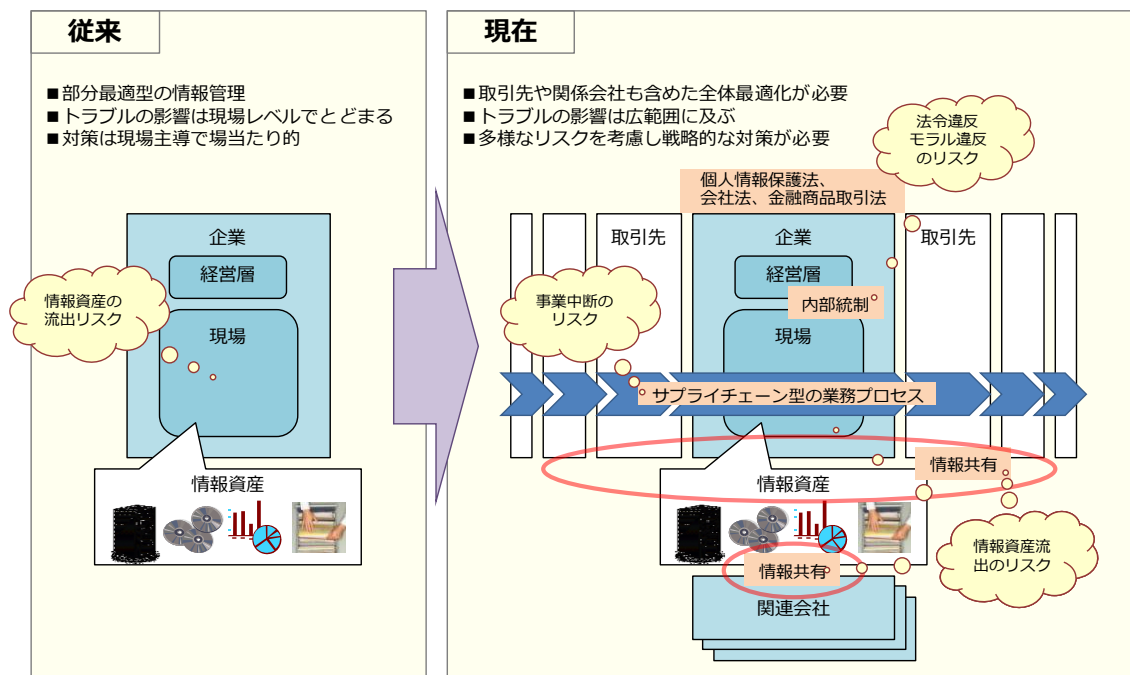 従来
■部分最適型の情報管理
■トラブルの影響は現場レベルでとどまる
■対策は現場主導で場当たり的
企業
経営層
情報資産の
流出リスク
現場
情報資産
現在
■取引先や関係会社も含めた全体最適化が必要
■トラブルの影響は広範囲に及ぶ
■多様なリスクを考慮し戦略的な対策が必要
法令違反
モラル違反
のリスク
個人情報保護法、
会社法、金融商品取引法
取引先
企業
取引先
経営層
事業中断の
リスク
内部統制
現場
サプライチェーン型の業務プロセス
情報共有
情報資産
情報資産流
出のリスク
情報共有
関連会社